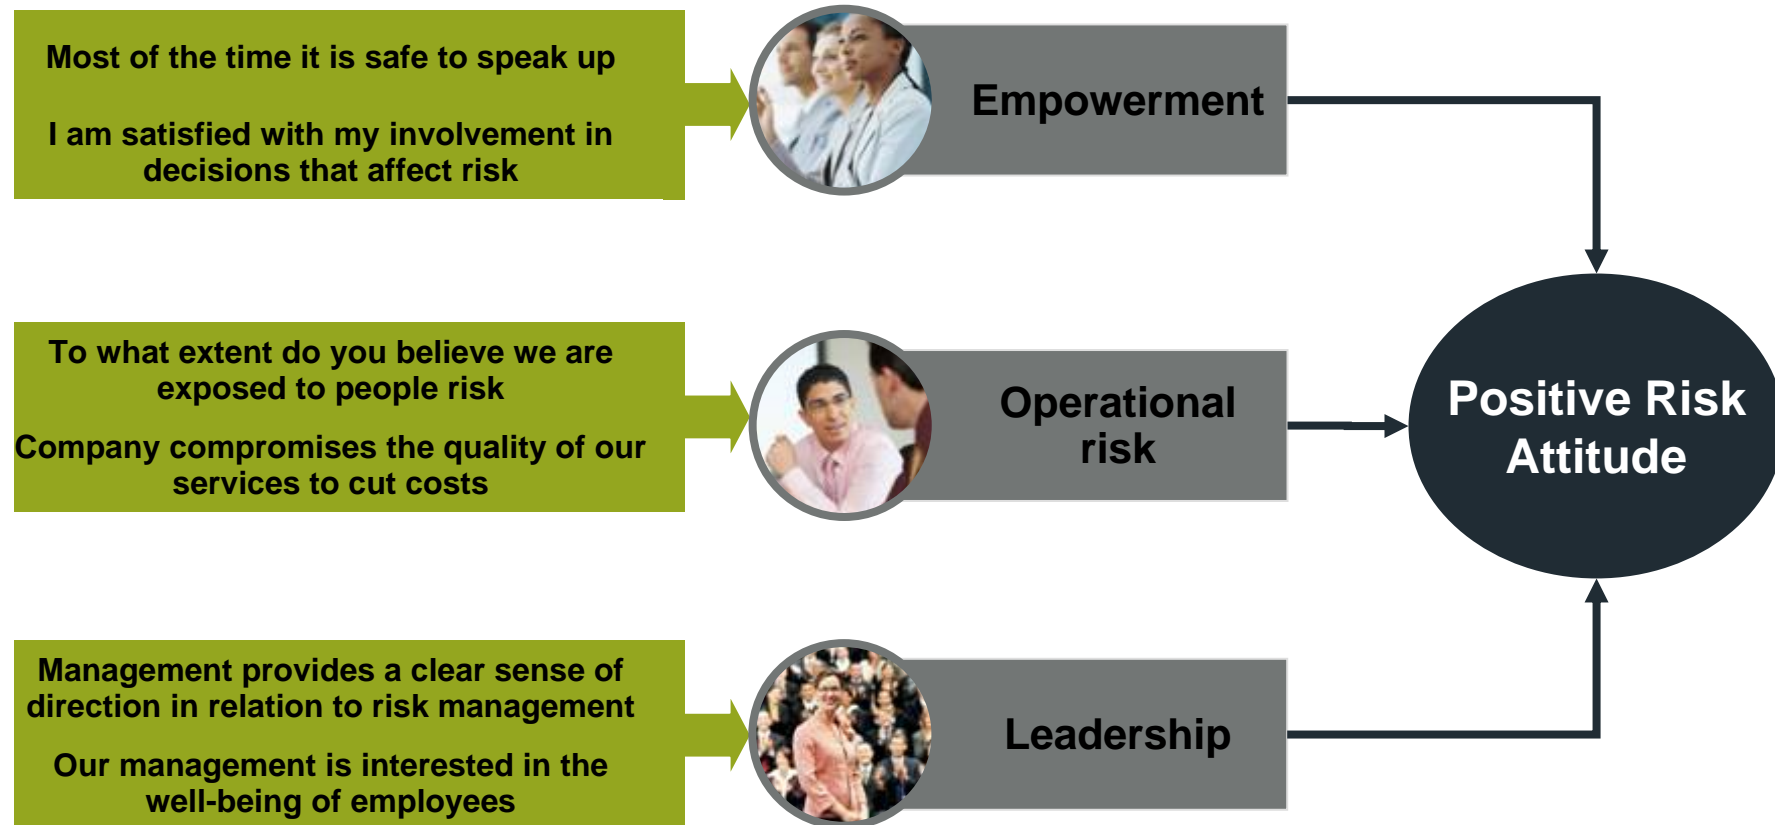 Most of the time it is safe to speak up
I am satisfied with my involvement in
decisions that affect risk
Empowerment
To what extent do you believe we are
exposed to people risk
Company compromises the quality of our
services to cut costs
Operational
risk
Positive Risk
Attitude
Management provides a clear sense of
direction in relation to risk management
Our management is interested in the
well-being of employees
Leadership